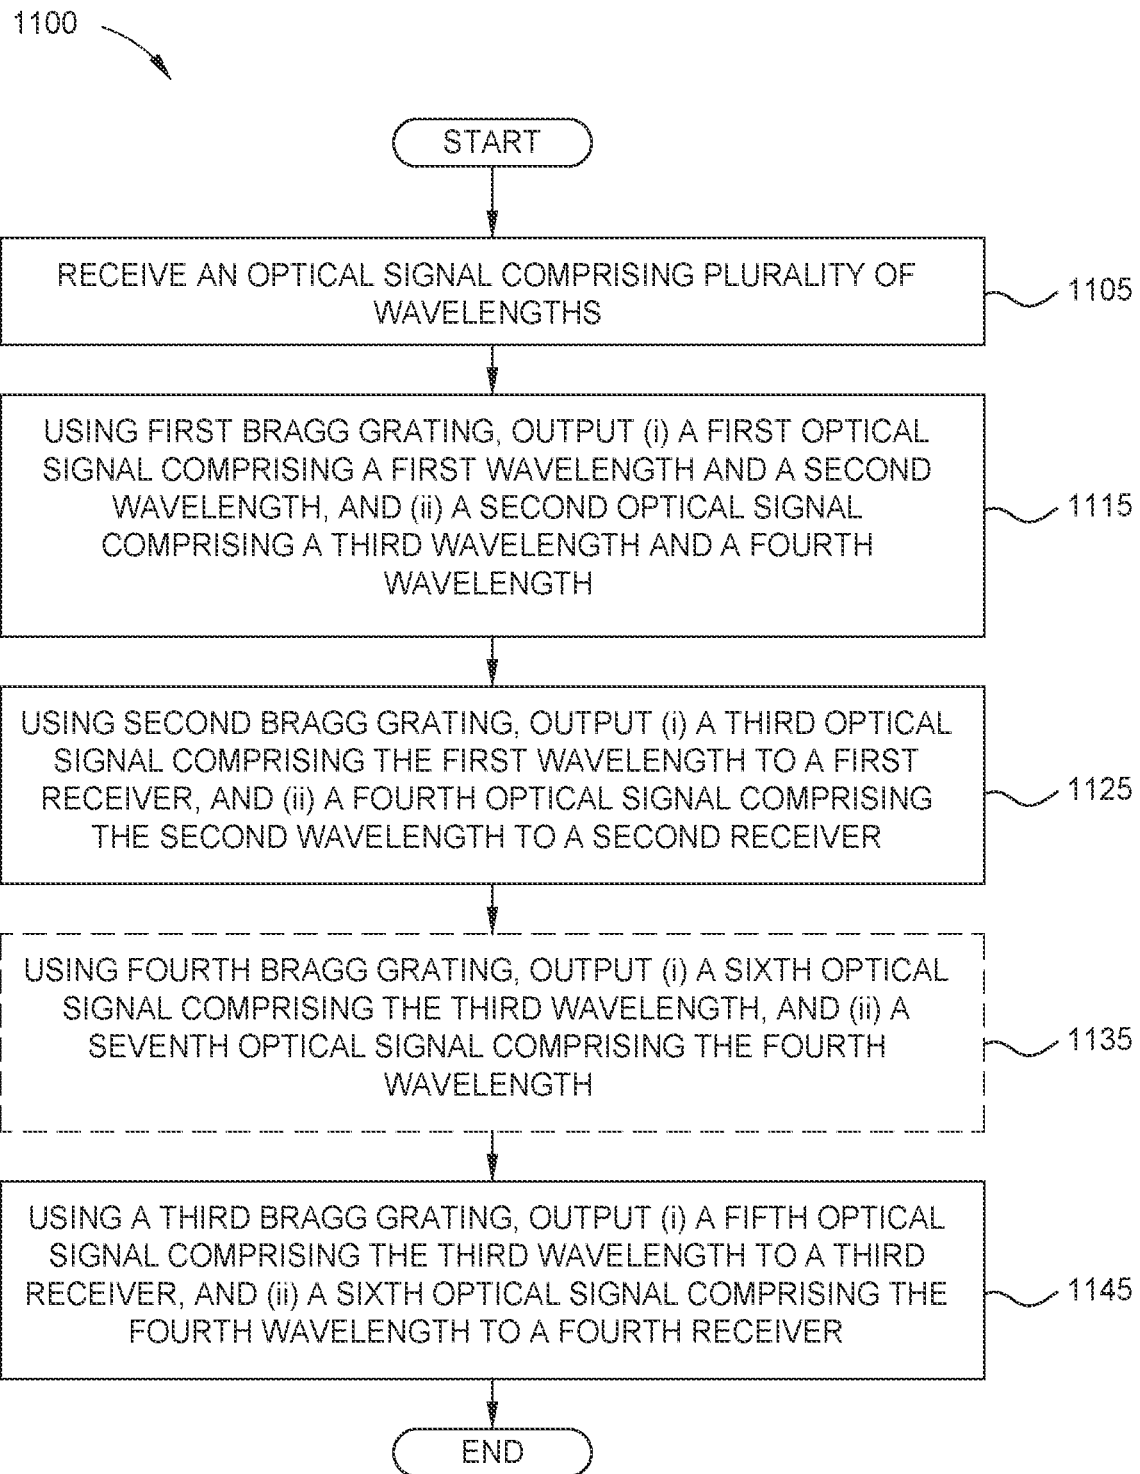 1100
START
RECEIVE AN OPTICAL SIGNAL COMPRISING PLURALITY OF
WAVELENGTHS
1105
USING FIRST BRAGG GRATING, OUTPUT (i) A FIRST OPTICAL
SIGNAL COMPRISING A FIRST WAVELENGTH AND A SECOND
WAVELENGTH, AND (ii) A SECOND OPTICAL SIGNAL
COMPRISING A THIRD WAVELENGTH AND A FOURTH
WAVELENGTH
1115
USING SECOND BRAGG GRATING, OUTPUT (i) A THIRD OPTICAL
SIGNAL COMPRISING THE FIRST WAVELENGTH TO A FIRST
RECEIVER, AND (ii) A FOURTH OPTICAL SIGNAL COMPRISING
THE SECOND WAVELENGTH TO A SECOND RECEIVER
1125
USING FOURTH BRAGG GRATING, OUTPUT (i) A SIXTH OPTICAL
SIGNAL COMPRISING THE THIRD WAVELENGTH, AND (ii) A
SEVENTH OPTICAL SIGNAL COMPRISING THE FOURTH
WAVELENGTH
1135
USING A THIRD BRAGG GRATING, OUTPUT (i) A FIFTH OPTICAL
SIGNAL COMPRISING THE THIRD WAVELENGTH TO A THIRD
RECEIVER, AND (ii) A SIXTH OPTICAL SIGNAL COMPRISING THE
FOURTH WAVELENGTH TO A FOURTH RECEIVER
1145
END